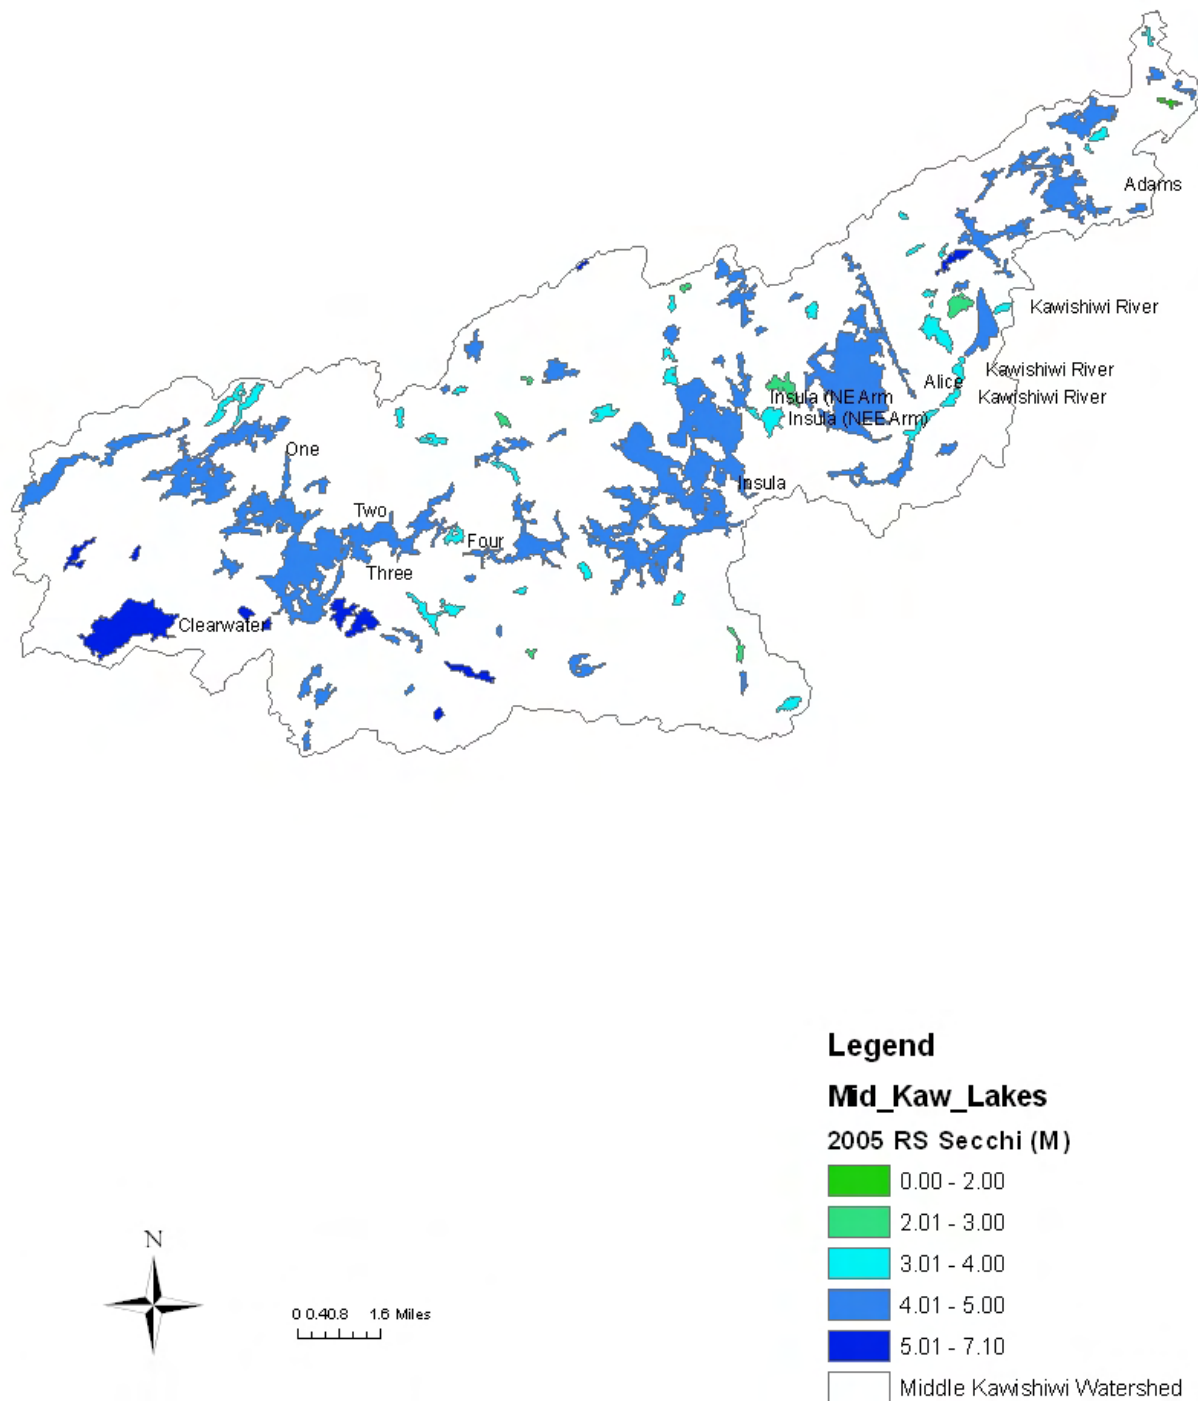 Adams
Kawishiwi River
Kawishiwi River
Alice
Kawishiwi River
Insula (NE Arm
Insula (NEE Arm)
One
Insula
Two
Four
Three
Clearwater
Legend
Mid_Kaw_Lakes
2005 RS Secchi (M)
0.00 - 2.00
2.01 - 3.00
3.01 - 4.00
4.01 - 5.00
5.01 - 7.10
Middle Kawishiwi Watershed
N
0 0.40.8 1.6 Miles